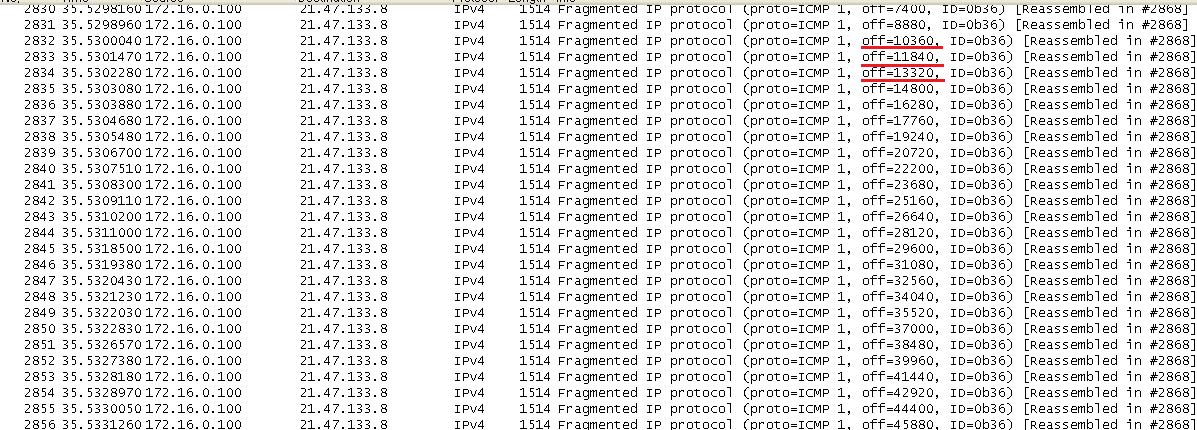 2830 35.5298160 172.16.0.100 21.47.133.8 IPv4 1514 Fragmented IP protocol (proto=ICMP 1, off=7400, ID=0b36) [Reassembled in #2868]
2831 35.5298960 172.16.0.100 21.47.133.8 IPv4 1514 Fragmented IP protocol (proto=ICMP 1, off=8880, ID=0b36) [Reassembled in #2868]
2832 35.5300040 172.16.0.100 21.47.133.8 IPv4 1514 Fragmented IP protocol (proto=ICMP 1, off=10360, ID=0b36) [Reassembled in #2868]
2833 35.5301470 172.16.0.100 21.47.133.8 IPv4 1514 Fragmented IP protocol (proto=ICMP 1, off=11840, ID=0b36) [Reassembled in #2868]
2834 35.5302280 172.16.0.100 21.47.133.8 IPv4 1514 Fragmented IP protocol (proto=ICMP 1, off=13320, ID=0b36) [Reassembled in #2868]
2835 35.5303080 172.16.0.100 21.47.133.8 IPv4 1514 Fragmented IP protocol (proto=ICMP 1, off=14800, ID=0b36) [Reassembled in #2868]
2836 35.5303880 172.16.0.100 21.47.133.8 IPv4 1514 Fragmented IP protocol (proto=ICMP 1, off=16280, ID=0b36) [Reassembled in #2868]
2837 35.5304680 172.16.0.100 21.47.133.8 IPv4 1514 Fragmented IP protocol (proto=ICMP 1, off=17760, ID=0b36) [Reassembled in #2868]
2838 35.5305480 172.16.0.100 21.47.133.8 IPv4 1514 Fragmented IP protocol (proto=ICMP 1, off=19240, ID=0b36) [Reassembled in #2868]
2839 35.5306700 172.16.0.100 21.47.133.8 IPv4 1514 Fragmented IP protocol (proto=ICMP 1, off=20720, ID=0b36) [Reassembled in #2868]
2840 35.5307510 172.16.0.100 21.47.133.8 IPv4 1514 Fragmented IP protocol (proto=ICMP 1, off=22200, ID=0b36) [Reassembled in #2868]
2841 35.5308300 172.16.0.100 21.47.133.8 IPv4 1514 Fragmented IP protocol (proto=ICMP 1, off=23680, ID=0b36) [Reassembled in #2868]
2842 35.5309110 172.16.0.100 21.47.133.8 IPv4 1514 Fragmented IP protocol (proto=ICMP 1, off=25160, ID=0b36) [Reassembled in #2868]
2843 35.5310200 172.16.0.100 21.47.133.8 IPv4 1514 Fragmented IP protocol (proto=ICMP 1, off=26640, ID=0b36) [Reassembled in #2868]
2844 35.5311000 172.16.0.100 21.47.133.8 IPv4 1514 Fragmented IP protocol (proto=ICMP 1, off=28120, ID=0b36) [Reassembled in #2868]
2845 35.5318500 172.16.0.100 21.47.133.8 IPv4 1514 Fragmented IP protocol (proto=ICMP 1, off=29600, ID=0b36) [Reassembled in #2868]
2846 35.5319380 172.16.0.100 21.47.133.8 IPv4 1514 Fragmented IP protocol (proto=ICMP 1, off=31080, ID=0b36) [Reassembled in #2868]
2847 35.5320430 172.16.0.100 21.47.133.8 IPv4 1514 Fragmented IP protocol (proto=ICMP 1, off=32560, ID=0b36) [Reassembled in #2868]
2848 35.5321230 172.16.0.100 21.47.133.8 IPv4 1514 Fragmented IP protocol (proto=ICMP 1, off=34040, ID=0b36) [Reassembled in #2868]
2849 35.5322030 172.16.0.100 21.47.133.8 IPv4 1514 Fragmented IP protocol (proto=ICMP 1, off=35520, ID=0b36) [Reassembled in #2868]
2850 35.5322830 172.16.0.100 21.47.133.8 IPv4 1514 Fragmented IP protocol (proto=ICMP 1, off=37000, ID=0b36) [Reassembled in #2868]
2851 35.5326570 172.16.0.100 21.47.133.8 IPv4 1514 Fragmented IP protocol (proto=ICMP 1, off=38480, ID=0b36) [Reassembled in #2868]
2852 35.5327380 172.16.0.100 21.47.133.8 IPv4 1514 Fragmented IP protocol (proto=ICMP 1, off=39960, ID=0b36) [Reassembled in #2868]
2853 35.5328180 172.16.0.100 21.47.133.8 IPv4 1514 Fragmented IP protocol (proto=ICMP 1, off=41440, ID=0b36) [Reassembled in #2868]
2854 35.5328970 172.16.0.100 21.47.133.8 IPv4 1514 Fragmented IP protocol (proto=ICMP 1, off=42920, ID=0b36) [Reassembled in #2868]
2855 35.5330050 172.16.0.100 21.47.133.8 IPv4 1514 Fragmented IP protocol (proto=ICMP 1, off=44400, ID=0b36) [Reassembled in #2868]
2856 35.5331260 172.16.0.100 21.47.133.8 IPv4 1514 Fragmented IP protocol (proto=ICMP 1, off=45880, ID=0b36) [Reassembled in #2868]